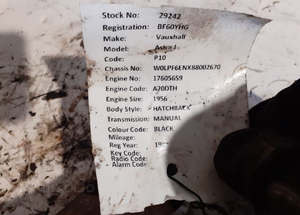 Stock No: 29242
Registration: BF60YHG
Make: Vauxhall
Model: Astra J
Code: P10
Chassis No: W0LPF6ENXB8002670
Engine No: 17605659
Engine No: A20DTH
Engine Size: 1956
Body Style: HATCHBACK
Transmission: MANUAL
Colour Code: BLACK
Mileage:
Reg Year:
Key Code:
Radio Code:
Alarm Code: